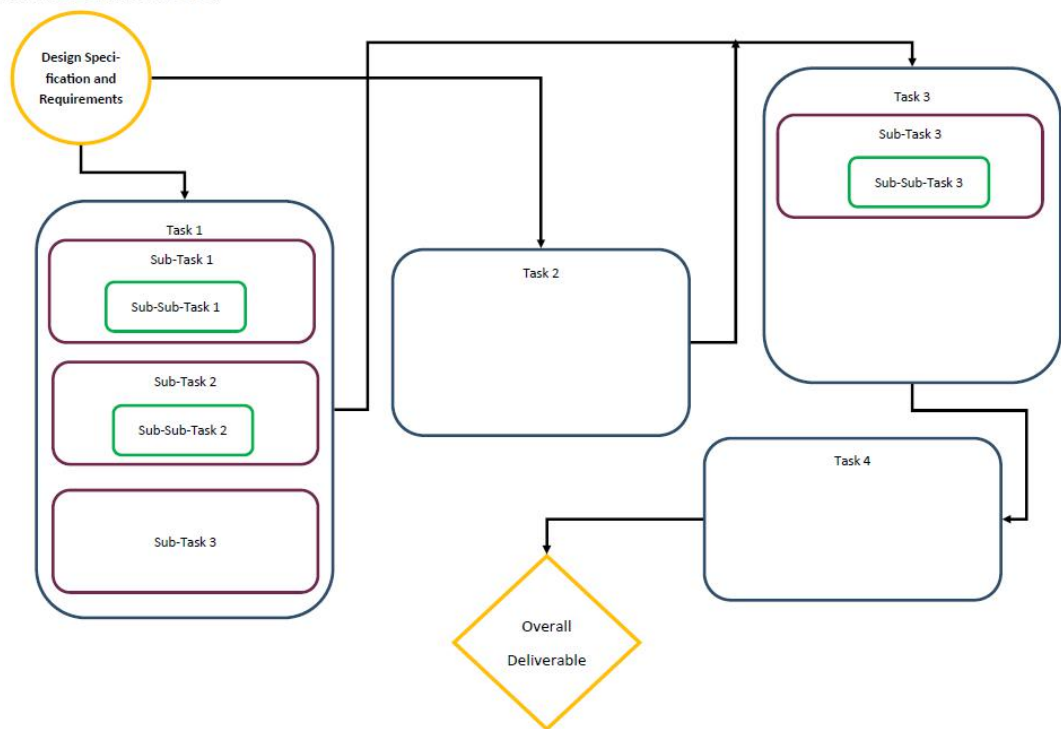 Design Speci-
fication and
Requirements
Task 1
Sub-Task 1
Sub-Sub-Task 1
Sub-Task 2
Sub-Sub-Task 2
Sub-Task 3
Task 2
Task 3
Sub-Task 3
Sub-Sub-Task 3
Task 4
Overall
Deliverable